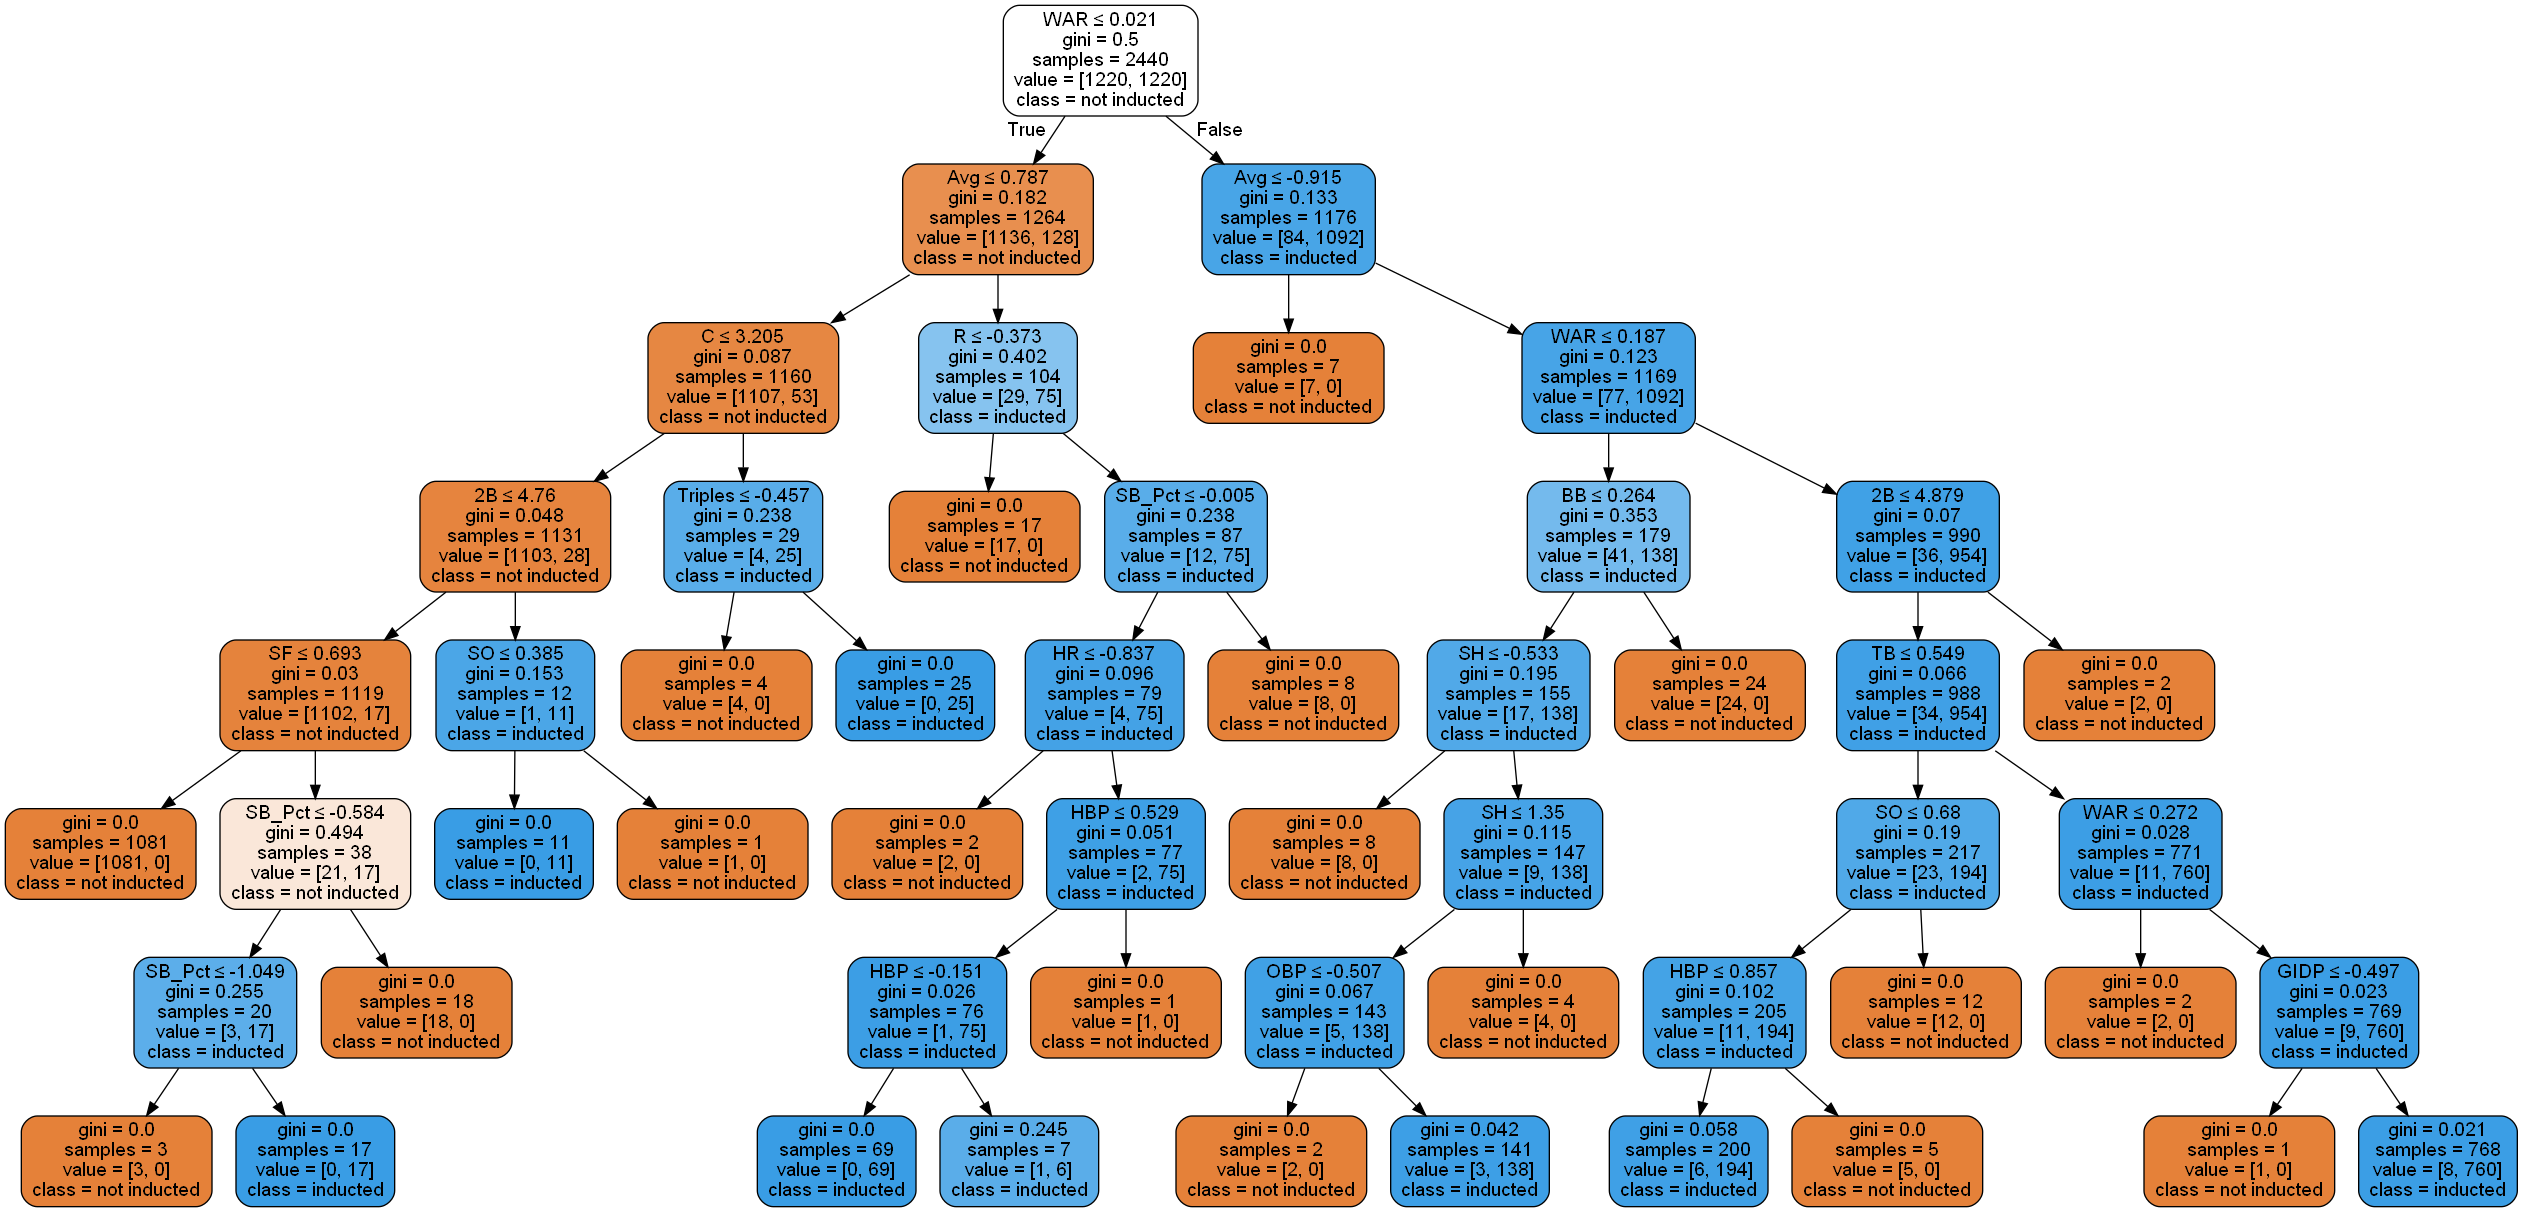 WAR ≤ 0.021
gini = 0.5
samples = 2440
value = [1220, 1220]
class = not inducted
True
False
Avg ≤ 0.787
gini = 0.182
samples = 1264
value = [1136, 128]
class = not inducted
Avg ≤ -0.915
gini = 0.133
samples = 1176
value = [84, 1092]
class = inducted
C ≤ 3.205
gini = 0.087
samples = 1160
value = [1107, 53]
class = not inducted
R ≤ -0.373
gini = 0.402
samples = 104
value = [29, 75]
class = inducted
gini = 0.0
samples = 7
value = [7, 0]
class = not inducted
WAR ≤ 0.187
gini = 0.123
samples = 1169
value = [77, 1092]
class = inducted
2B ≤ 4.76
gini = 0.048
samples = 1131
value = [1103, 28]
class = not inducted
Triples ≤ -0.457
gini = 0.238
samples = 29
value = [4, 25]
class = inducted
gini = 0.0
samples = 17
value = [17, 0]
class = not inducted
SB_Pct ≤ -0.005
gini = 0.238
samples = 87
value = [12, 75]
class = inducted
BB ≤ 0.264
gini = 0.353
samples = 179
value = [41, 138]
class = inducted
2B ≤ 4.879
gini = 0.07
samples = 990
value = [36, 954]
class = inducted
SF ≤ 0.693
gini = 0.03
samples = 1119
value = [1102, 17]
class = not inducted
SO ≤ 0.385
gini = 0.153
samples = 12
value = [1, 11]
class = inducted
gini = 0.0
samples = 4
value = [4, 0]
class = not inducted
gini = 0.0
samples = 25
value = [0, 25]
class = inducted
HR ≤ -0.837
gini = 0.096
samples = 79
value = [4, 75]
class = inducted
gini = 0.0
samples = 8
value = [8, 0]
class = not inducted
SH ≤ -0.533
gini = 0.195
samples = 155
value = [17, 138]
class = inducted
gini = 0.0
samples = 24
value = [24, 0]
class = not inducted
TB ≤ 0.549
gini = 0.066
samples = 988
value = [34, 954]
class = inducted
gini = 0.0
samples = 2
value = [2, 0]
class = not inducted
gini = 0.0
samples = 1081
value = [1081, 0]
class = not inducted
SB_Pct ≤ -0.584
gini = 0.494
samples = 38
value = [21, 17]
class = not inducted
gini = 0.0
samples = 11
value = [0, 11]
class = inducted
gini = 0.0
samples = 1
value = [1, 0]
class = not inducted
gini = 0.0
samples = 2
value = [2, 0]
class = not inducted
HBP ≤ 0.529
gini = 0.051
samples = 77
value = [2, 75]
class = inducted
gini = 0.0
samples = 8
value = [8, 0]
class = not inducted
SH ≤ 1.35
gini = 0.115
samples = 147
value = [9, 138]
class = inducted
SO ≤ 0.68
gini = 0.19
samples = 217
value = [23, 194]
class = inducted
WAR ≤ 0.272
gini = 0.028
samples = 771
value = [11, 760]
class = inducted
SB_Pct ≤ -1.049
gini = 0.255
samples = 20
value = [3, 17]
class = inducted
gini = 0.0
samples = 18
value = [18, 0]
class = not inducted
HBP ≤ -0.151
gini = 0.026
samples = 76
value = [1, 75]
class = inducted
gini = 0.0
samples = 1
value = [1, 0]
class = not inducted
OBP ≤ -0.507
gini = 0.067
samples = 143
value = [5, 138]
class = inducted
gini = 0.0
samples = 4
value = [4, 0]
class = not inducted
HBP ≤ 0.857
gini = 0.102
samples = 205
value = [11, 194]
class = inducted
gini = 0.0
samples = 12
value = [12, 0]
class = not inducted
gini = 0.0
samples = 2
value = [2, 0]
class = not inducted
GIDP ≤ -0.497
gini = 0.023
samples = 769
value = [9, 760]
class = inducted
gini = 0.0
samples = 3
value = [3, 0]
class = not inducted
gini = 0.0
samples = 17
value = [0, 17]
class = inducted
gini = 0.0
samples = 69
value = [0, 69]
class = inducted
gini = 0.245
samples = 7
value = [1, 6]
class = inducted
gini = 0.0
samples = 2
value = [2, 0]
class = not inducted
gini = 0.042
samples = 141
value = [3, 138]
class = inducted
gini = 0.058
samples = 200
value = [6, 194]
class = inducted
gini = 0.0
samples = 5
value = [5, 0]
class = not inducted
gini = 0.0
samples = 1
value = [1, 0]
class = not inducted
gini = 0.021
samples = 768
value = [8, 760]
class = inducted